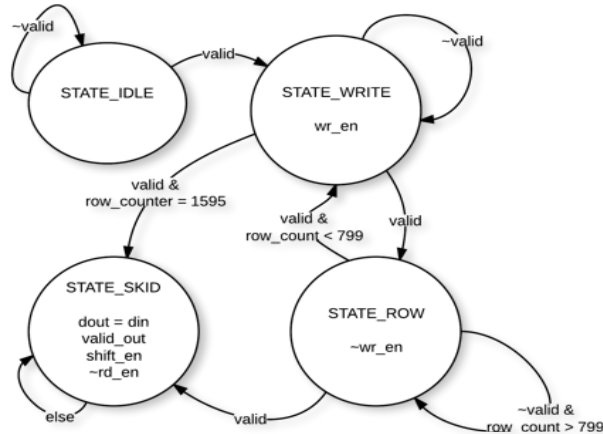 ~valid
valid
~valid
STATE_IDLE
STATE_WRITE
wr_en
valid &
row_counter = 1595
valid &
row_count < 799
valid
STATE_SKID
dout = din
valid_out
shift_en
~rd_en
STATE_ROW
~wr_en
else
valid
~valid &
row_count > 799